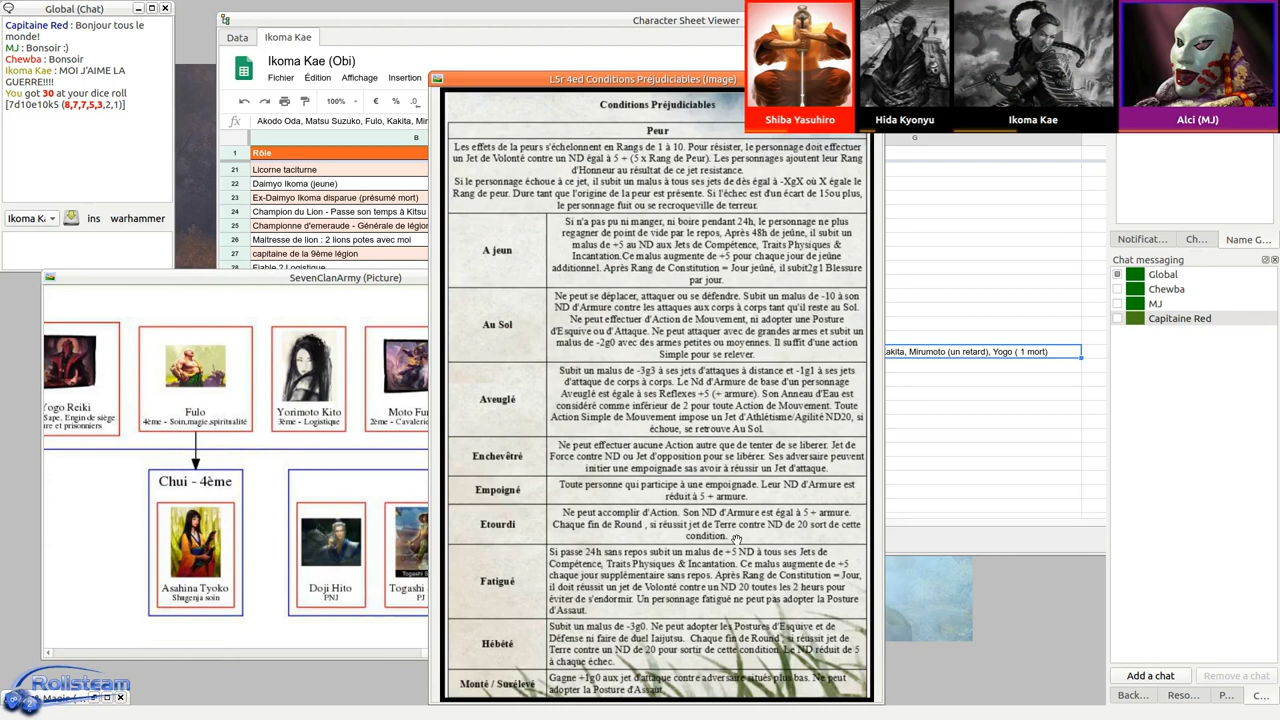 Global (Chat)
Capitaine Red : Bonjour tous le
monde!
MJ : Bonsoir :)
Chewba : Bonsoir
Ikoma Kae : MOI J'AIME LA
GUERRE!!!!
You got 30 at your dice roll
[7d10e10k5 (8,7,7,5,3,2,1)]
Ikoma K
ins warhammer
Character Sheet Viewer
Data Ikoma Kae
Ikoma Kae (Obi)
Fichier Édition Affichage Insertion
100% € % .0
fx Akodo Oda, Matsu Suzuko, Fulo, Kakita, Mir
B
G
1 Rôle
21 Licorne taciturne
22 Daimyo Ikoma (jeune)
23 Ex-Daimyo Ikoma disparue (présumé mort)
24 Champion du Lion - Passe son temps à Kitsu
25 Championne d'emeraude - Générale de légion
26 Maitresse de lion : 2 lions potes avec moi
27 capitaine de la 9ème légion
28 Fiable 2 Logistique
akita, Mirumoto (un retard), Yogo ( 1 mort)
SevenClanArmy (Picture)
Yogo Reiki
Sape, Engin de siège
re et prisonniers
Fulo
4ème - Soin,magie,spiritualité
Yorimoto Kito
3ème - Logistique
Moto Fur
2ème - Cavalerie
Chui - 4ème
Asahina Tyoko
Shugenja soin
Doji Hito
PNJ
Togashi
PJ
L5r 4ed Conditions Préjudiciables (Image)
Conditions Préjudiciables
Peur
Les effets de la peurs s'échelonnent en Rangs de 1 à 10. Pour résister, le personnage doit effectuer
un Jet de Volonté contre un ND égal à 5 + (5 x Rang de Peur). Les personnages ajoutent leur Rang
d'Honneur au résultat de ce jet resistance.
Si le personnage échoue à ce jet, il subit un malus à tous ses jets de dès égal à -XgX où X égale le
Rang de peur. Dure tant que l'origine de la peur est présente. Si l'échec est d'un écart de 15ou plus,
le personnage fuit ou se recroqueville de terreur.
A jeun
Si n'a pas pu ni manger, ni boire pendant 24h, le personnage ne plus
regagner de point de vide par le repos, Après 48h de jeûne, il subit un
malus de +5 au ND aux Jets de Compétence, Traits Physiques &
Incantation.Ce malus augmente de +5 pour chaque jour de jeûne
additionnel. Après Rang de Constitution = Jour jeûné, il subit2g1 Blessure
par jour.
Au Sol
Ne peut se déplacer, attaquer ou se défendre. Subit un malus de -10 à son
ND d'Armure contre les attaques aux corps à corps tant qu'il reste au Sol.
Ne peut effectuer d'Action de Mouvement, ni adopter une Posture
d'Esquive ou d'Attaque. Ne peut attaquer avec de grandes armes et subit un
malus de -2g0 avec des armes petites ou moyennes. Il suffit d'une action
Simple pour se relever.
Aveuglé
Subit un malus de -3g3 à ses jets d'attaques à distance et -1g1 à ses jets
d'attaque de corps à corps. Le Nd d'Armure de base d'un personnage
Aveuglé est égale à ses Reflexes +5 (+ armure). Son Anneau d'Eau est
considéré comme inférieur de 2 pour toute Action de Mouvement. Toute
Action Simple de Mouvement impose un Jet d'Athlétisme/Agilité ND20, si
échoue, se retrouve Au Sol.
Enchevêtré
Ne peut effectuer aucune Action autre que de tenter de se liberer. Jet de
Force contre ND ou Jet d'opposition pour se libérer. Ses adversaire peuvent
initier une empoignade sas avoir à réussir un Jet d'attaque.
Empoigné
Toute personne qui participe à une empoignade. Leur ND d'Armure est
réduit à 5 + armure.
Etourdi
Ne peut accomplir d'Action. Son ND d'Armure est égal à 5 + armure.
Chaque fin de Round , si réussit jet de Terre contre ND de 20 sort de cette
condition.
Fatigué
Si passe 24h sans repos subit un malus de +5 ND à tous ses Jets de
Compétence, Traits Physiques & Incantation. Ce malus augmente de +5
chaque jour supplémentaire sans repos. Après Rang de Constitution = Jour,
il doit réussir un jet de Volonté contre un ND 20 toutes les 2 heures pour
éviter de s'endormir. Un personnage fatigué ne peut pas adopter la Posture
d'Assaut.
Hébété
Subit un malus de -3g0. Ne peut adopter les Postures d'Esquive et de
Défense ni faire de duel Iaijutsu. Chaque fin de Round , si réussit jet de
Terre contre un ND de 20 pour sortir de cette condition. Le ND réduit de 5
à chaque échec.
Monté / Surélevé
Gagne +1g0 aux jet d'attaque contre adversaire situés plus bas. Ne peut
adopter la Posture d'Assaut.
Shiba Yasuhiro
Hida Kyonyu
Ikoma Kae
Alci (MJ)
Notificat... Ch... Name G...
Chat messaging
Global
Chewba
MJ
Capitaine Red
Add a chat Remove a chat
Back... Reso... P... C...
Rolisteam